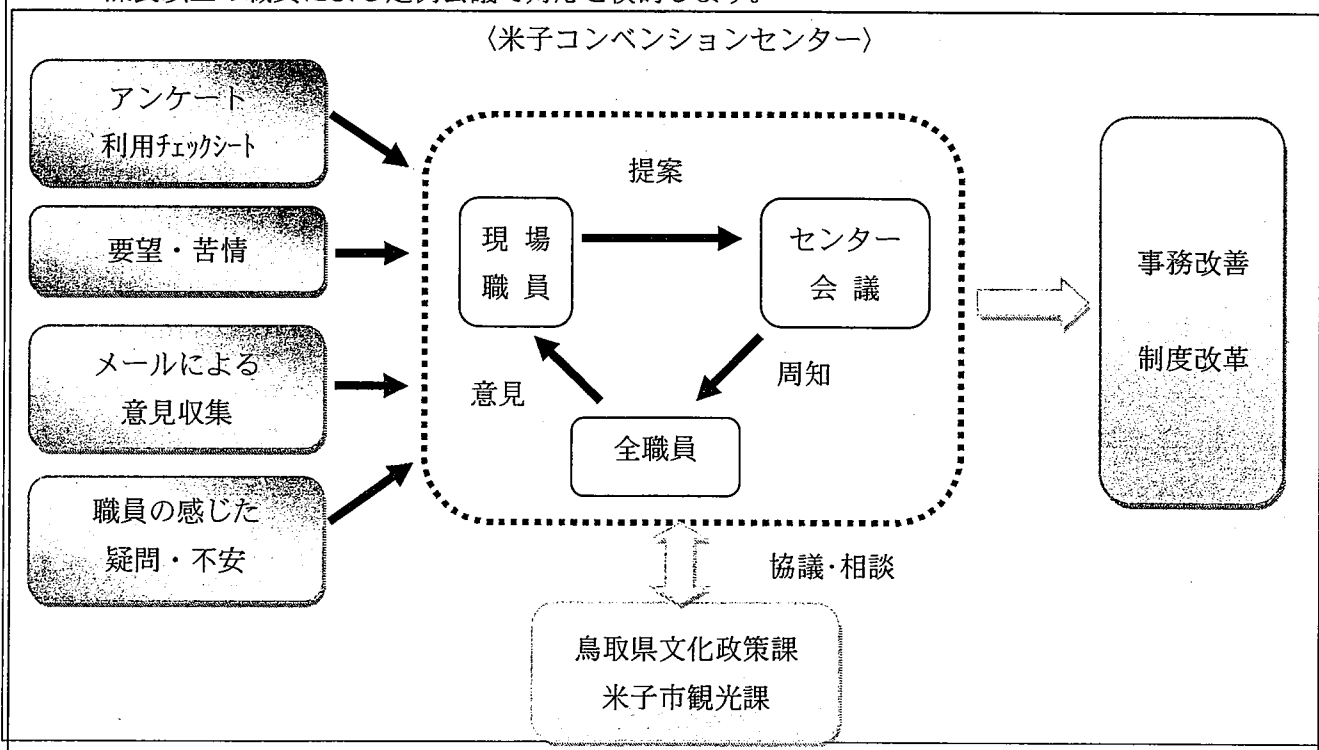 〈米子コンベンションセンター〉
アンケート
利用チェックシート
要望・苦情
メールによる
意見収集
職員の感じた
疑問・不安
提案
現場
職員
センター
会議
意見
周知
全職員
協議・相談
鳥取県文化政策課
米子市観光課
事務改善
制度改革